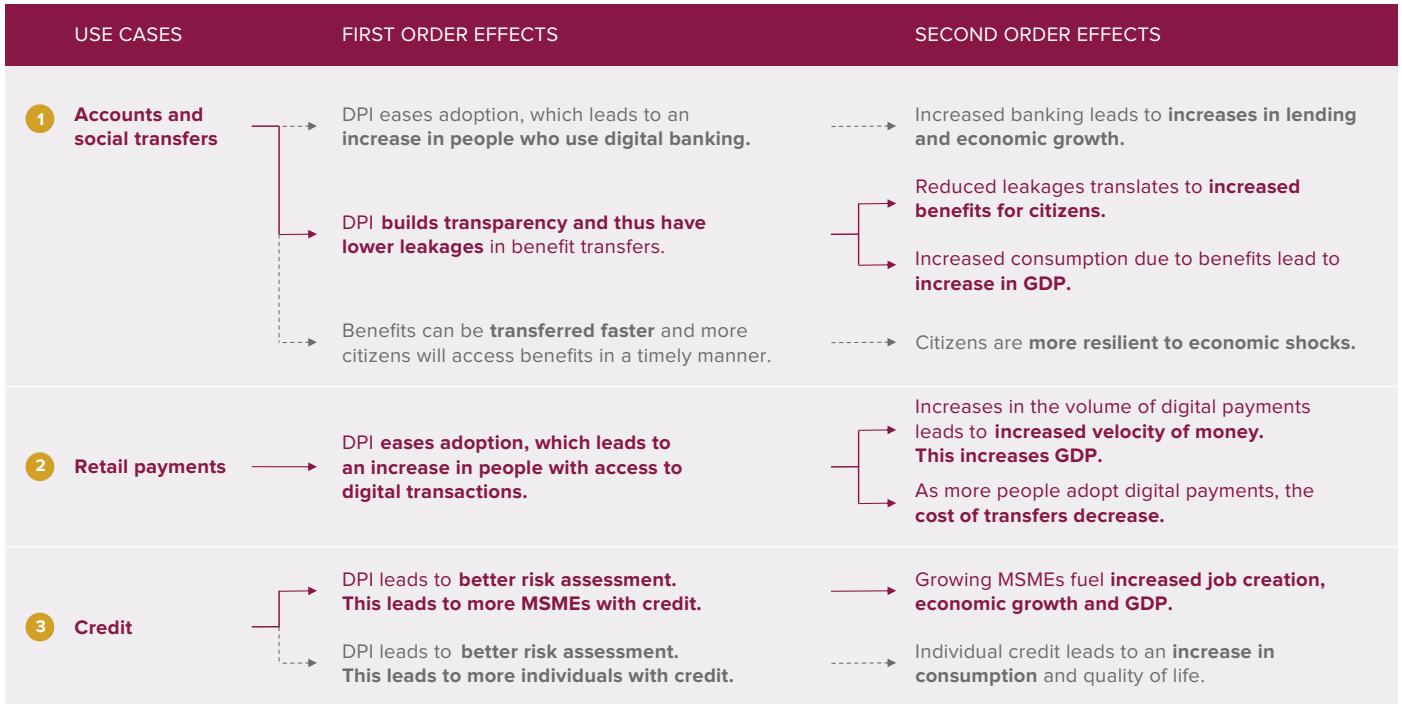 USE CASES
FIRST ORDER EFFECTS
SECOND ORDER EFFECTS
1
Accounts and
social transfers
DPI eases adoption, which leads to an
increase in people who use digital banking.
Increased banking leads to increases in lending
and economic growth.
DPI builds transparency and thus have
lower leakages in benefit transfers.
Reduced leakages translates to increased
benefits for citizens.
Increased consumption due to benefits lead to
increase in GDP.
Benefits can be transferred faster and more
citizens will access benefits in a timely manner.
Citizens are more resilient to economic shocks.
2
Retail payments
DPI eases adoption, which leads to
an increase in people with access to
digital transactions.
Increases in the volume of digital payments
leads to increased velocity of money.
This increases GDP.
As more people adopt digital payments, the
cost of transfers decrease.
3
Credit
DPI leads to better risk assessment.
This leads to more MSMEs with credit.
Growing MSMEs fuel increased job creation,
economic growth and GDP.
DPI leads to better risk assessment.
This leads to more individuals with credit.
Individual credit leads to an increase in
consumption and quality of life.